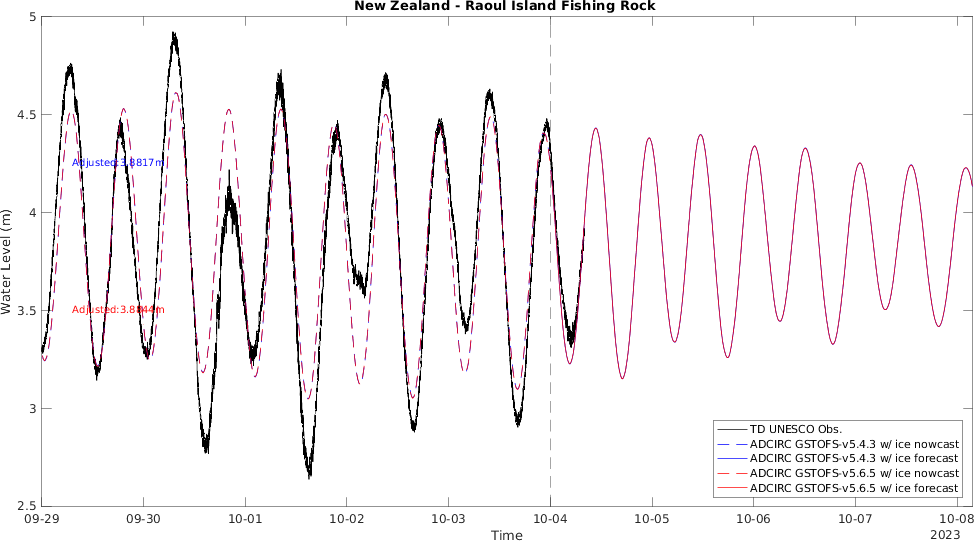 New Zealand - Raoul Island Fishing Rock
5
4.5
4
3.5
3
2.5
Water Level (m)
Adjusted:3.8817m
Adjusted:3.8844m
TD UNESCO Obs.
ADCIRC GSTOFS-v5.4.3 w/ ice nowcast
ADCIRC GSTOFS-v5.4.3 w/ ice forecast
ADCIRC GSTOFS-v5.6.5 w/ ice nowcast
ADCIRC GSTOFS-v5.6.5 w/ ice forecast
09-29 09-30 10-01 10-02 10-03 10-04 10-05 10-06 10-07 10-08
Time
2023